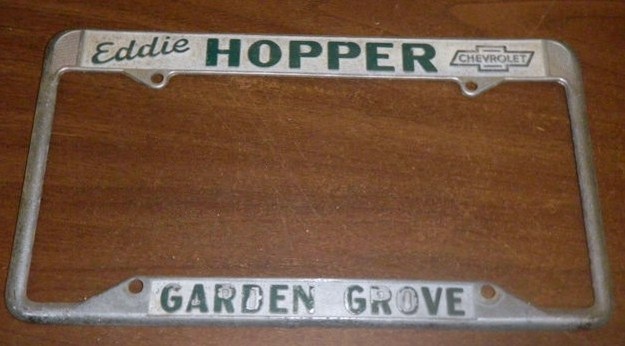 Eddie HOPPER CHEVROLET
GARDEN GROVE